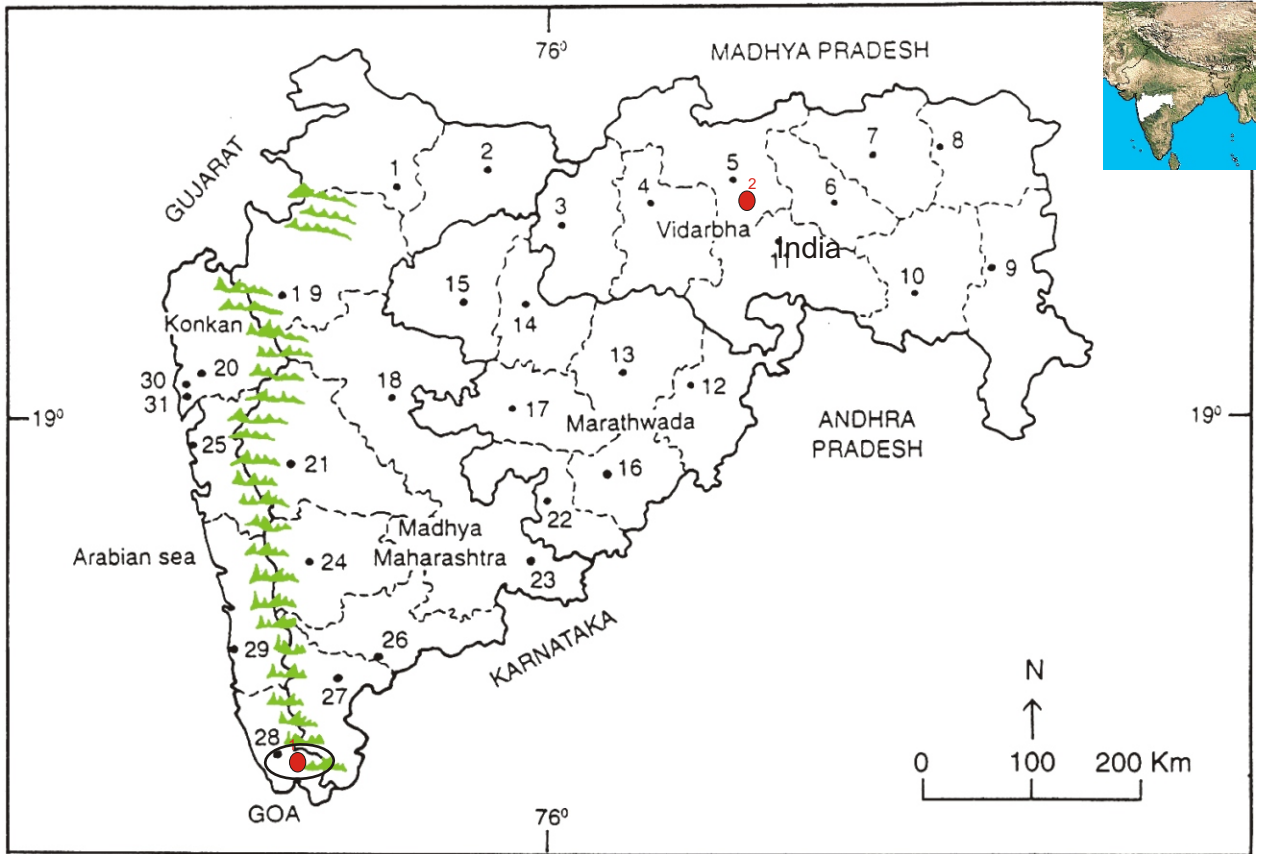 76⁰
MADHYA PRADESH
GUJARAT
1
2
3
4
5
2
6
7
8
Vidarbha
India
11
9
10
15
14
19
Konkan
13
12
18
17
Marathwada
20
30
31
19⁰
19⁰
ANDHRA
PRADESH
25
21
16
22
Madhya
Maharashtra
Arabian sea
24
23
KARNATAKA
29
26
27
28
1
GOA
76⁰
N
0 100 200 Km